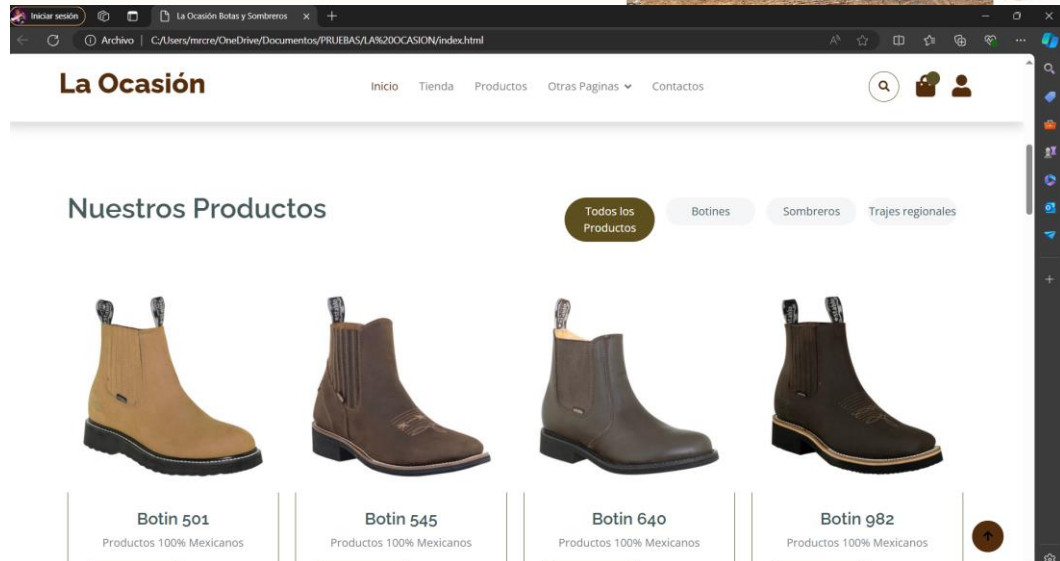 Iniciar sesión
La Ocasión Botas y Sombreros
Archivo | C:/Users/mrcre/OneDrive/Documentos/PRUEBAS/LA%20OCASION/index.html
La Ocasión
Inicio Tienda Productos Otras Paginas Contactos
Nuestros Productos
Todos los
Productos
Botines Sombreros Trajes regionales
Botin 501 Botin 545 Botin 640 Botin 982
Productos 100% Mexicanos Productos 100% Mexicanos Productos 100% Mexicanos Productos 100% Mexicanos